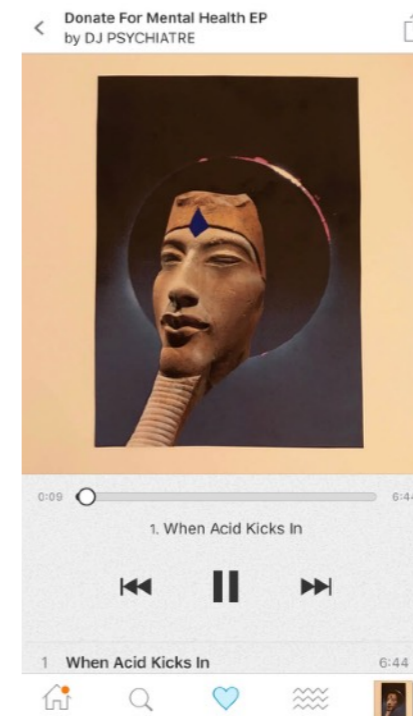 Donate For Mental Health EP
by DJ PSYCHIATRE
0:09
6:44
1. When Acid Kicks In
1 When Acid Kicks In 6:44